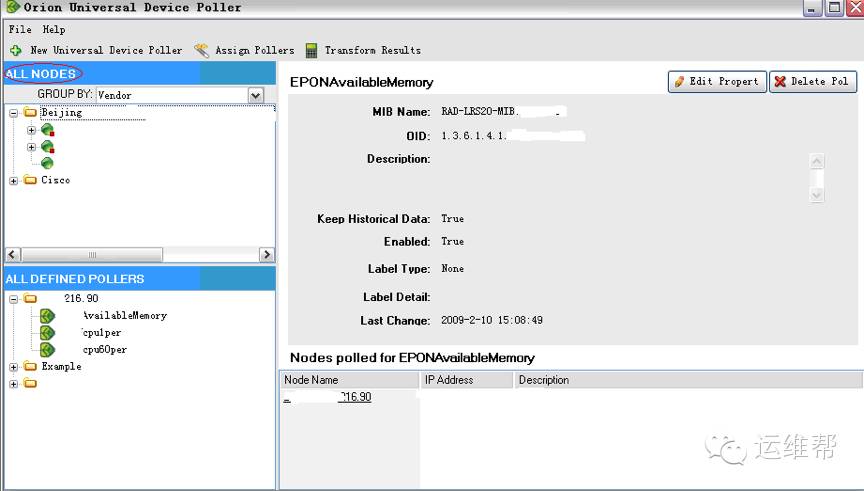 Orion Universal Device Poller
File Help
New Universal Device Poller Assign Pollers Transform Results
ALL NODES
GROUP BY: Vendor
Beijing
Cisco
ALL DEFINED POLLERS
216.90
AvailableMemory
cpu1per
cpu60per
Example
EPONAvailableMemory
Edit Propert Delete Pol
MIB Name: RAD-LRS20-MIB.
OID: 1.3.6.1.4.1.
Description:
Keep Historical Data: True
Enabled: True
Label Type: None
Label Detail:
Last Change: 2009-2-10 15:08:49
Nodes polled for EPONAvailableMemory
Node Name IP Address Description
216.90
运维帮